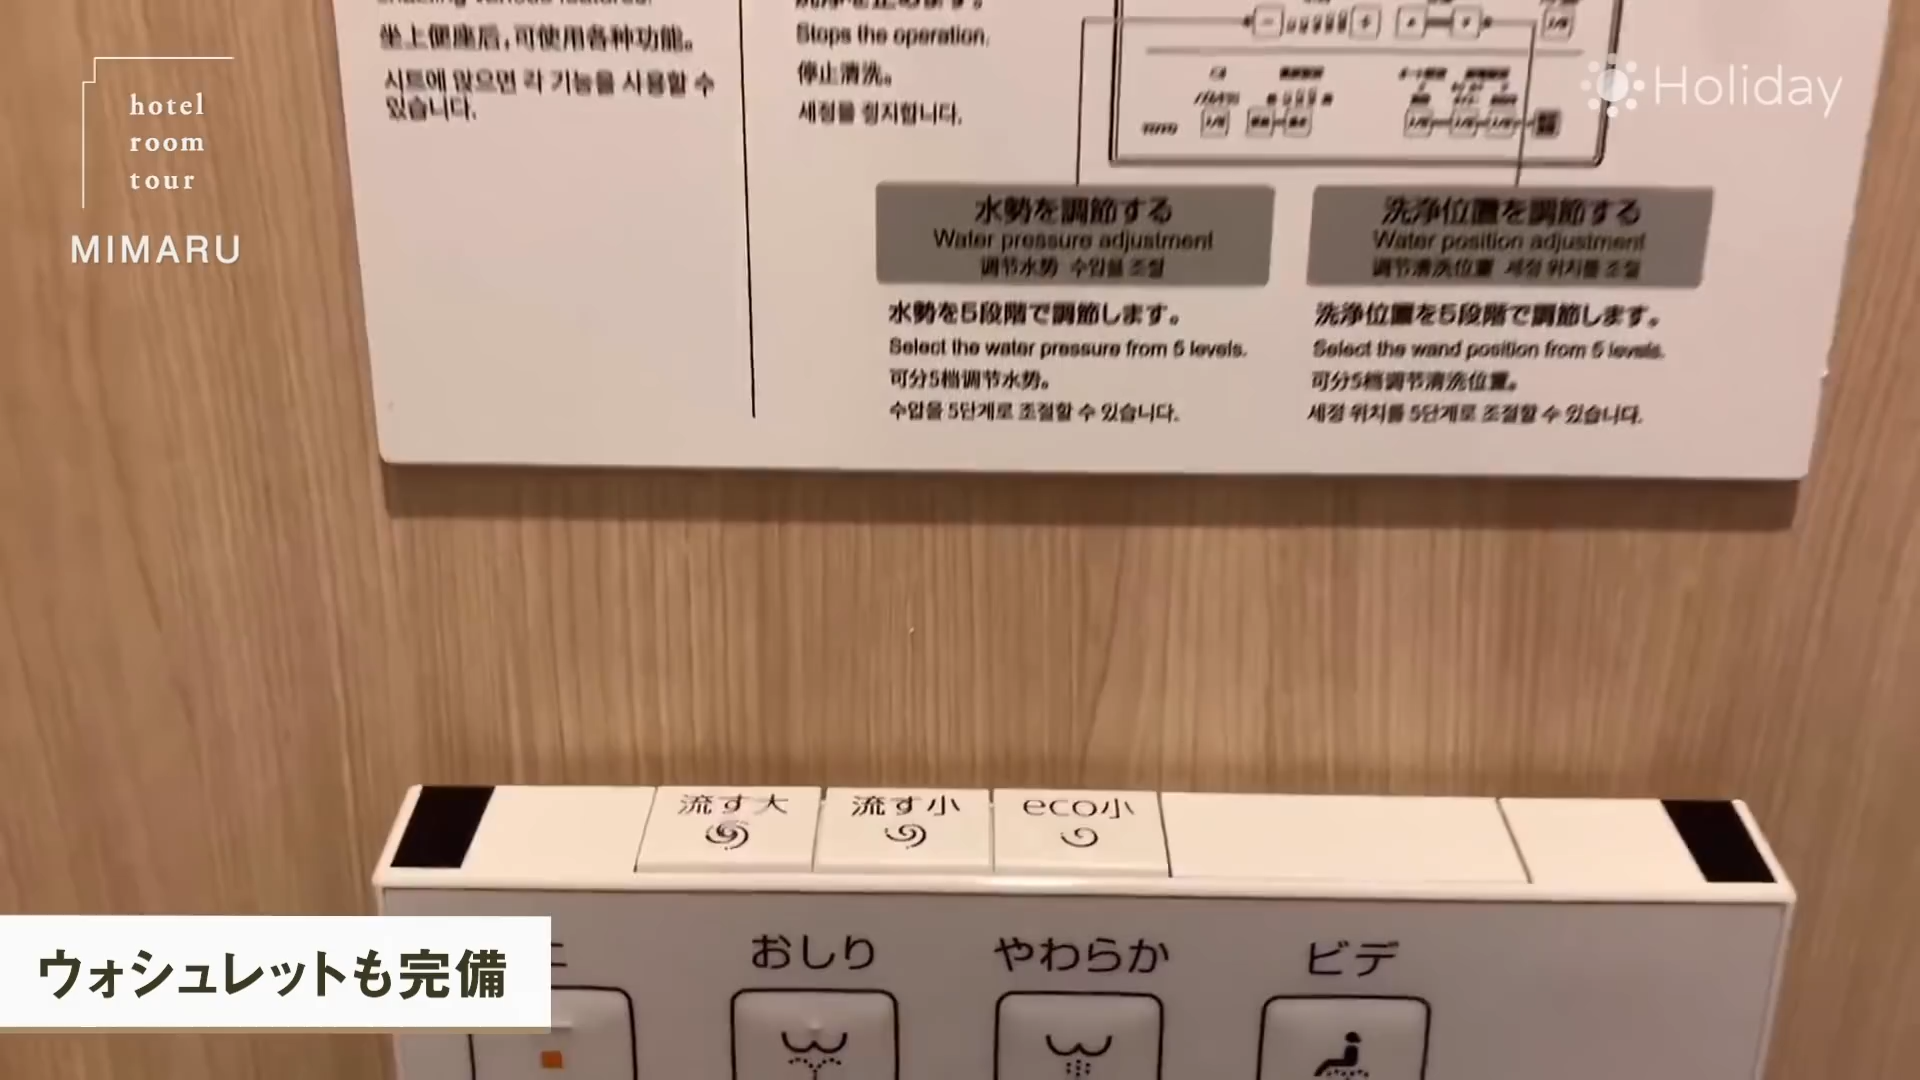 hotel
room
tour
MIMARU
Holiday
坐上便座后，可使用各种功能。
시트에 앉으면 각 기능을 사용할 수
있습니다.
Stops the operation.
停止清洗。
세정을 정지합니다.
水勢を調節する
Water pressure adjustment
调节水势 수압을 조절
水勢を5段階で調節します。
Select the water pressure from 5 levels.
可分5档调节水势。
수압을 5단계로 조절할 수 있습니다.
洗浄位置を調節する
Water position adjustment
调节清洗位置 세정 위치를 조절
洗浄位置を5段階で調節します。
Select the wand position from 5 levels.
可分5档调节清洗位置。
세정 위치를 5단계로 조절할 수 있습니다.
流す大
流す小
eco小
おしり
やわらか
ビデ
ウォシュレットも完備